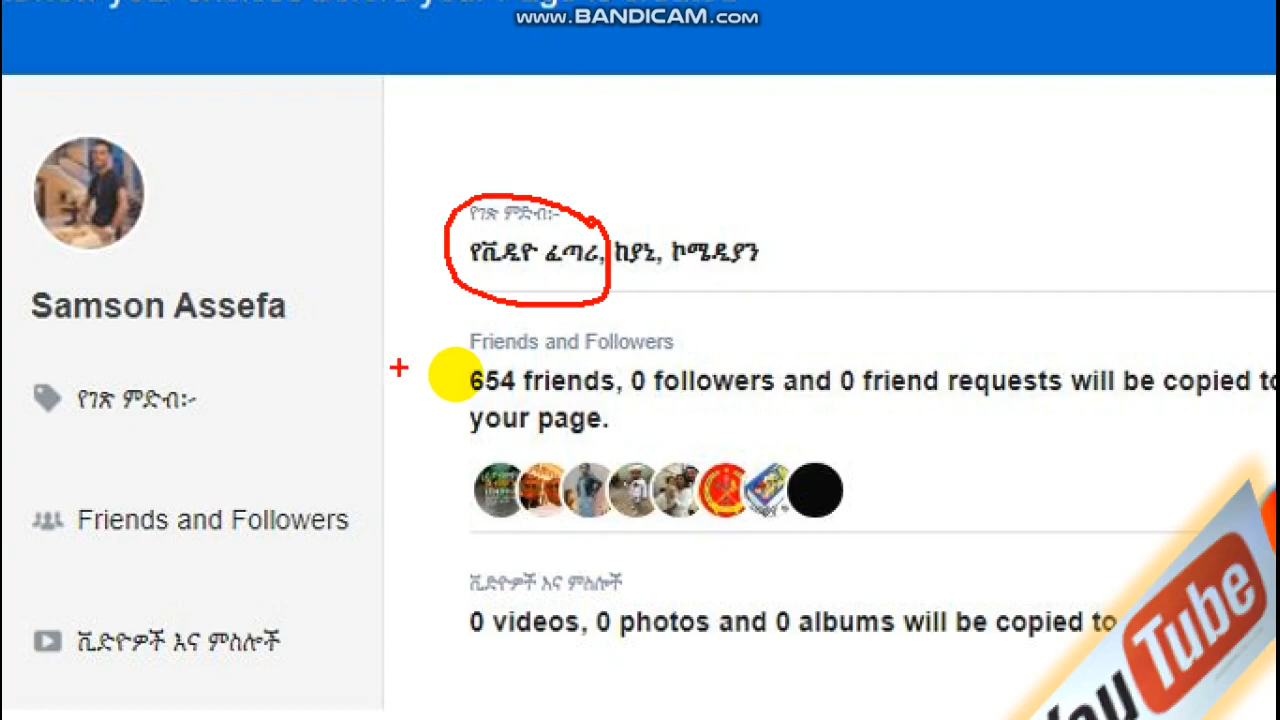 www.BANDICAM.com
Samson Assefa
የገጽ ምድብ፦
Friends and Followers
ቪድዮዎች እና ምስሎች
የገጽ ምድብ፦
የቪዲዮ ፈጣሪ, ከያኒ, ኮሜዲያን
Friends and Followers
654 friends, 0 followers and 0 friend requests will be copied to
your page.
ቪድዮዎች እና ምስሎች
0 videos, 0 photos and 0 albums will be copied to
YouTube